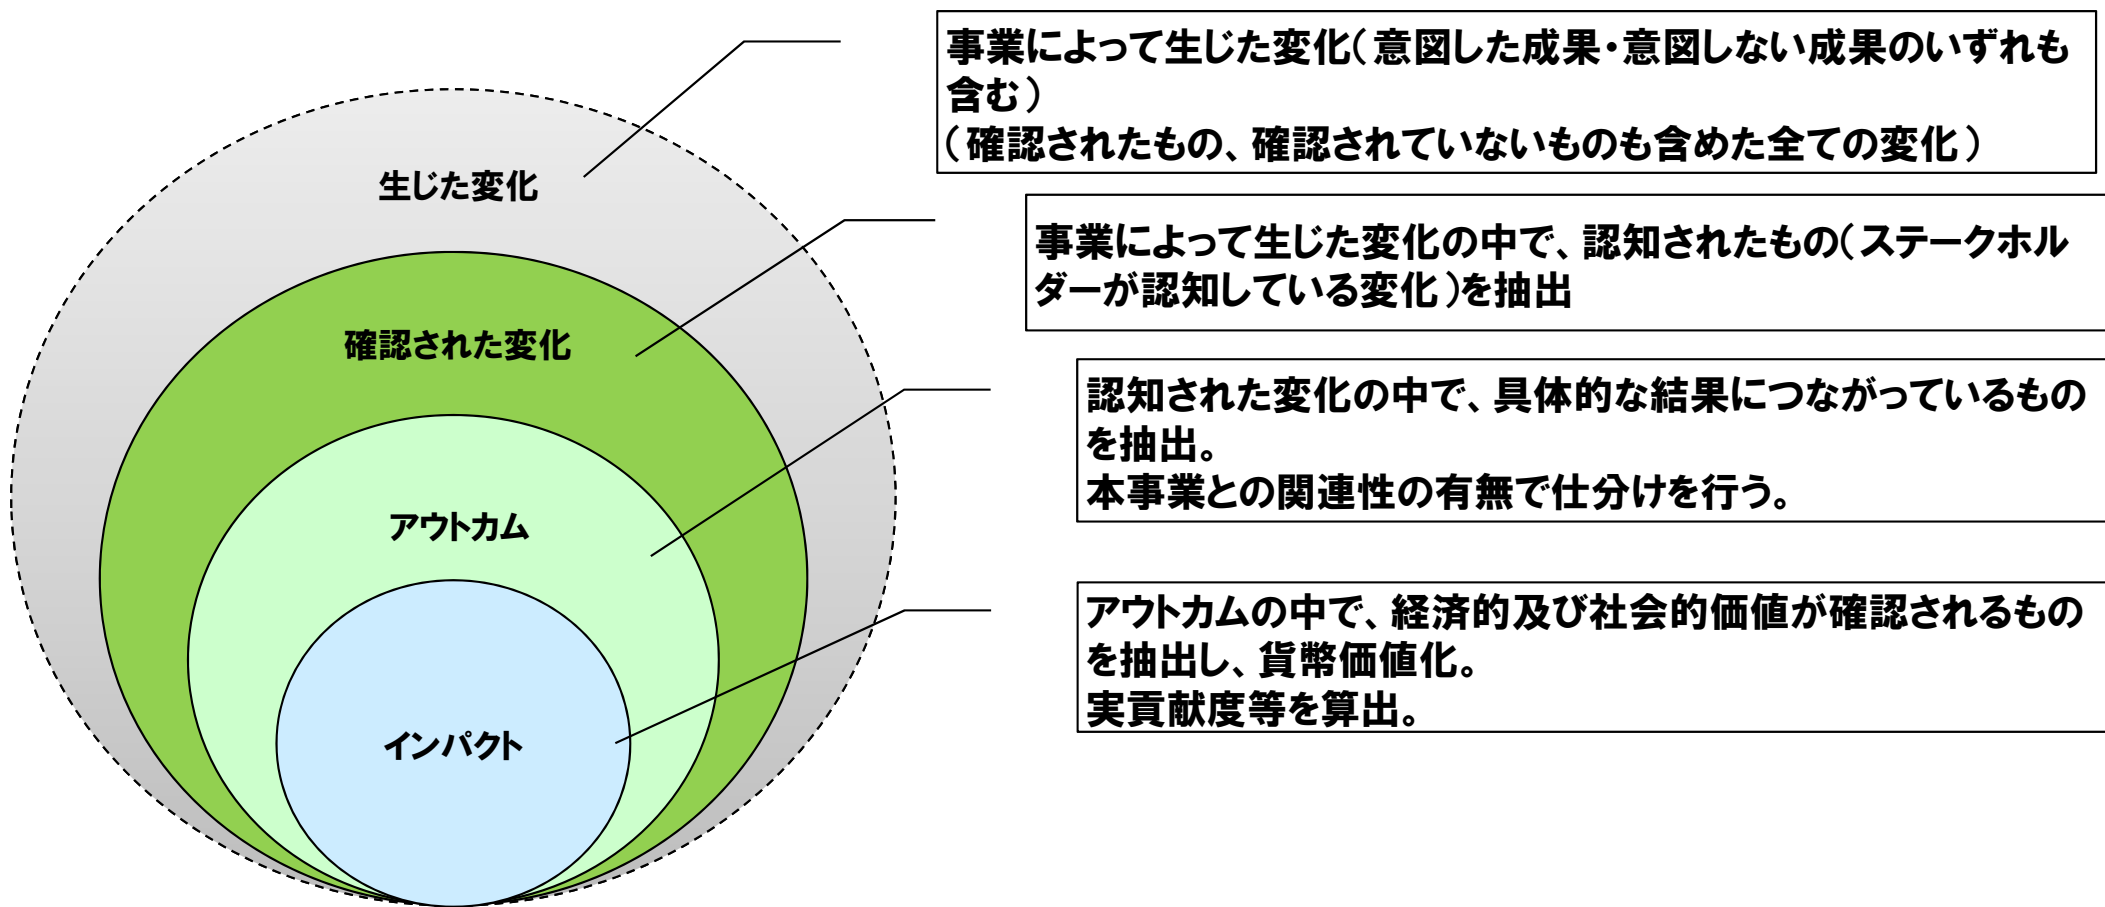 事業によって生じた変化(意図した成果・意図しない成果のいずれも
含む)
(確認されたもの、確認されていないものも含めた全ての変化)
生じた変化
事業によって生じた変化の中で、認知されたもの(ステークホル
ダーが認知している変化)を抽出
確認された変化
認知された変化の中で、具体的な結果につながっているもの
を抽出。
本事業との関連性の有無で仕分けを行う。
アウトカム
アウトカムの中で、経済的及び社会的価値が確認されるもの
を抽出し、貨幣価値化。
実貢献度等を算出。
インパクト